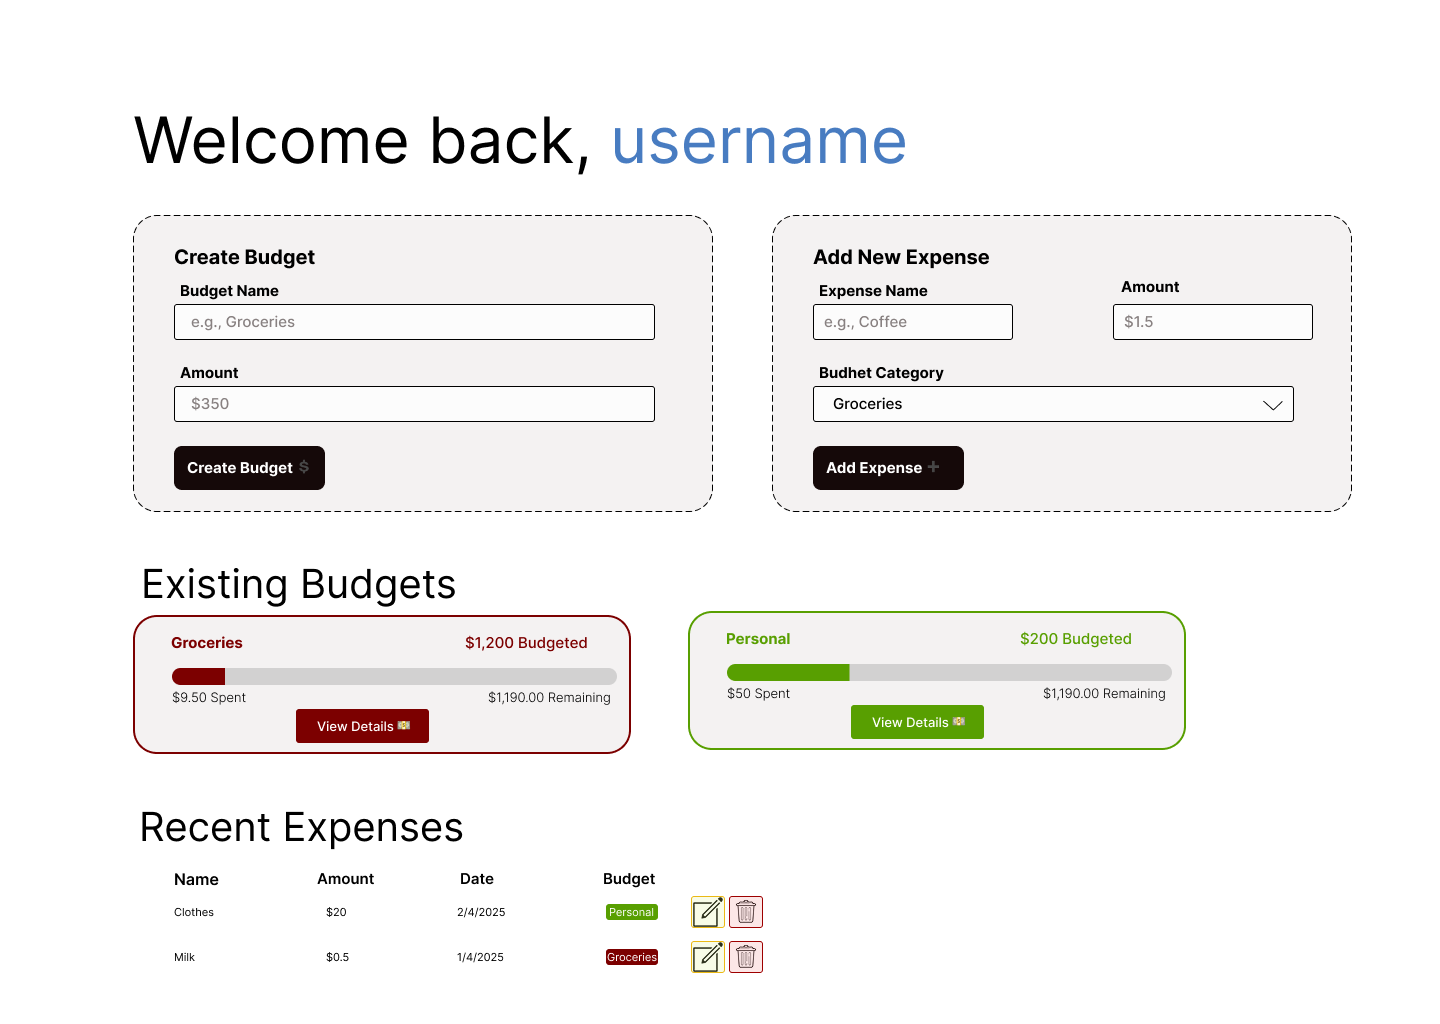 Welcome back, username
Create Budget
Budget Name
e.g., Groceries
Amount
$350
Create Budget $
Add New Expense
Expense Name
Amount
e.g., Coffee
$1.5
Budhet Category
Groceries
Add Expense +
Existing Budgets
Groceries
$1,200 Budgeted
$9.50 Spent
$1,190.00 Remaining
View Details
Personal
$200 Budgeted
$50 Spent
$1,190.00 Remaining
View Details
Recent Expenses
Name Amount Date Budget
Clothes $20 2/4/2025 Personal
Milk $0.5 1/4/2025 Groceries